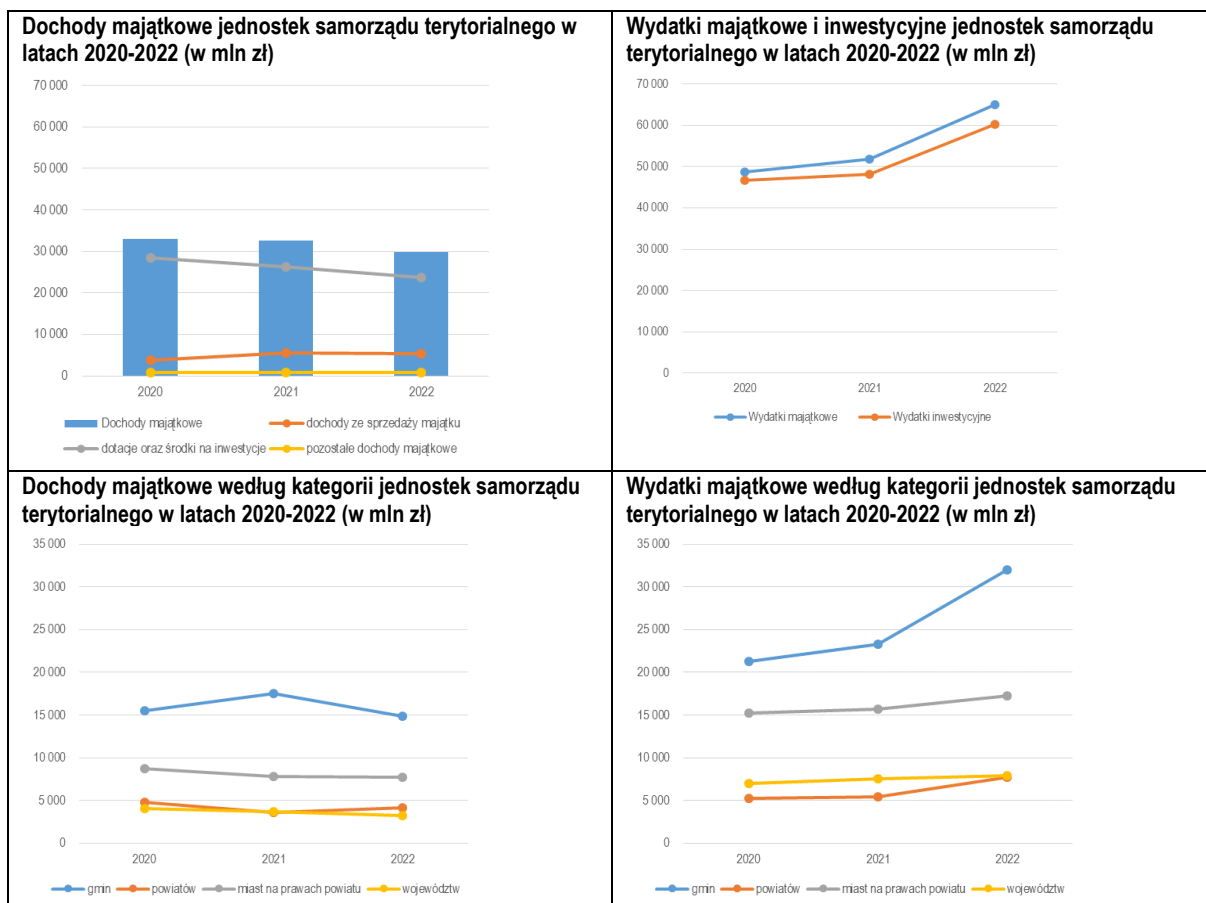 Dochody majątkowe jednostek samorządu terytorialnego w
latach 2020-2022 (w mln zł)
70 000
60 000
50 000
40 000
30 000
20 000
10 000
0
2020
2021
2022
Dochody majątkowe
dochody ze sprzedaży majątku
dotacje oraz środki na inwestycje
pozostałe dochody majątkowe
Wydatki majątkowe i inwestycyjne jednostek samorządu
terytorialnego w latach 2020-2022 (w mln zł)
70 000
60 000
50 000
40 000
30 000
20 000
10 000
0
2020
2021
2022
Wydatki majątkowe
Wydatki inwestycyjne
Dochody majątkowe według kategorii jednostek samorządu
terytorialnego w latach 2020-2022 (w mln zł)
35 000
30 000
25 000
20 000
15 000
10 000
5 000
0
2020
2021
2022
gmin
powiatów
miast na prawach powiatu
województw
Wydatki majątkowe według kategorii jednostek samorządu
terytorialnego w latach 2020-2022 (w mln zł)
35 000
30 000
25 000
20 000
15 000
10 000
5 000
0
2020
2021
2022
gmin
powiatów
miast na prawach powiatu
województw